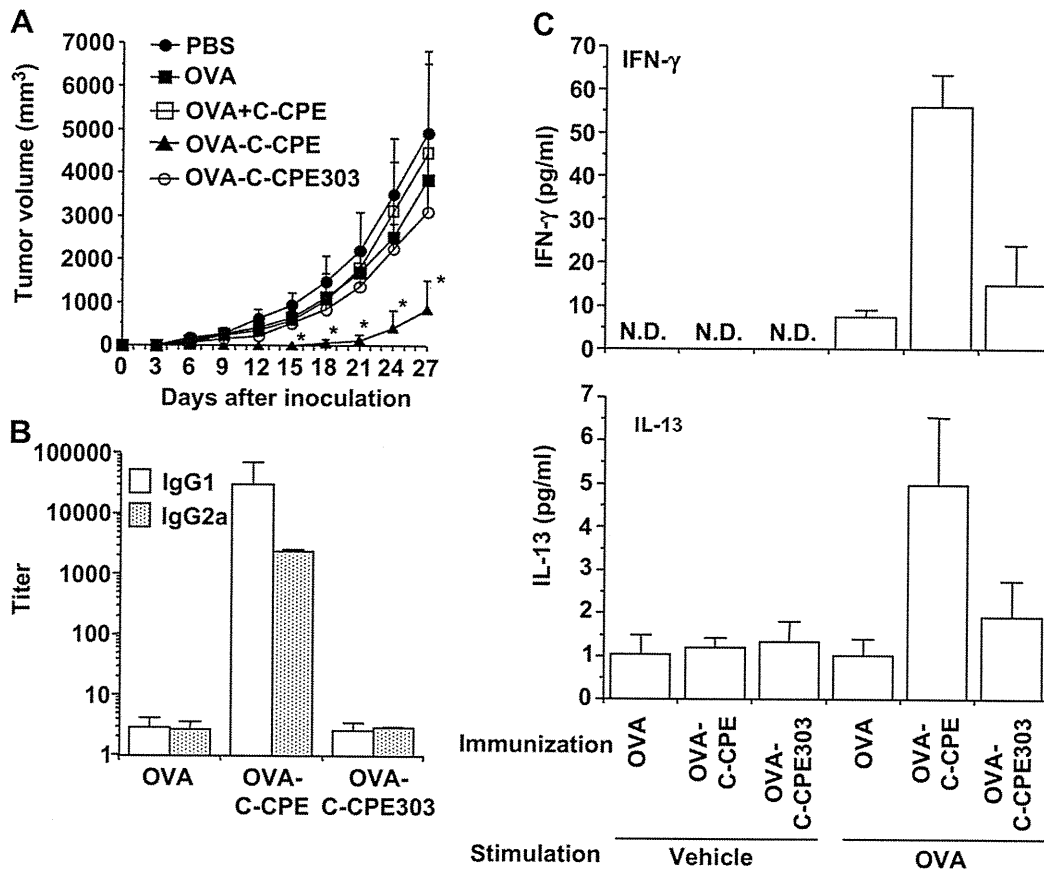 A
Tumor volume (mm3)
7000
6000
5000
4000
3000
2000
1000
0
PBS
OVA
OVA+C-CPE
OVA-C-CPE
OVA-C-CPE303
* * * * *
0 3 6 9 12 15 18 21 24 27
Days after inoculation
B
Titer
100000
10000
1000
100
10
1
IgG1
IgG2a
OVA
OVA-
C-CPE
OVA-
C-CPE303
C
IFN-γ
IFN-γ (pg/ml)
70
60
50
40
30
20
10
0
N.D. N.D. N.D.
IL-13
IL-13 (pg/ml)
7
6
5
4
3
2
1
0
Immunization
OVA
OVA-
C-CPE
OVA-
C-CPE303
OVA
OVA-
C-CPE
OVA-
C-CPE303
Stimulation
Vehicle
OVA